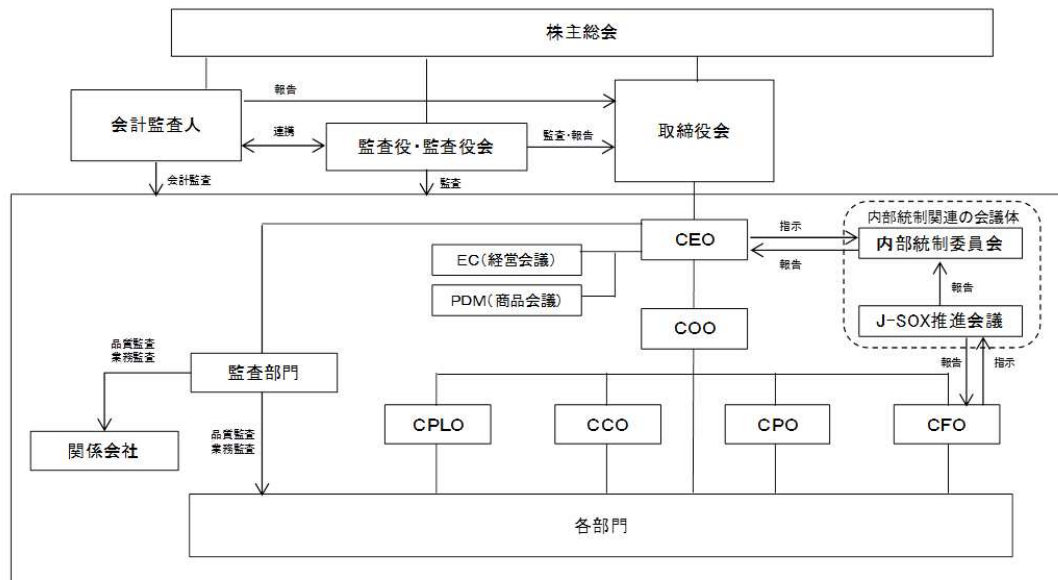 株主総会
会計監査人
報告
連携
監査役・監査役会
監査・報告
取締役会
会計監査
監査
CEO
指示
報告
内部統制関連の会議体
内部統制委員会
EC(経営会議)
PDM(商品会議)
報告
COO
J-SOX推進会議
品質監査
業務監査
監査部門
報告
指示
CPLO
CCO
CPO
CFO
関係会社
品質監査
業務監査
各部門